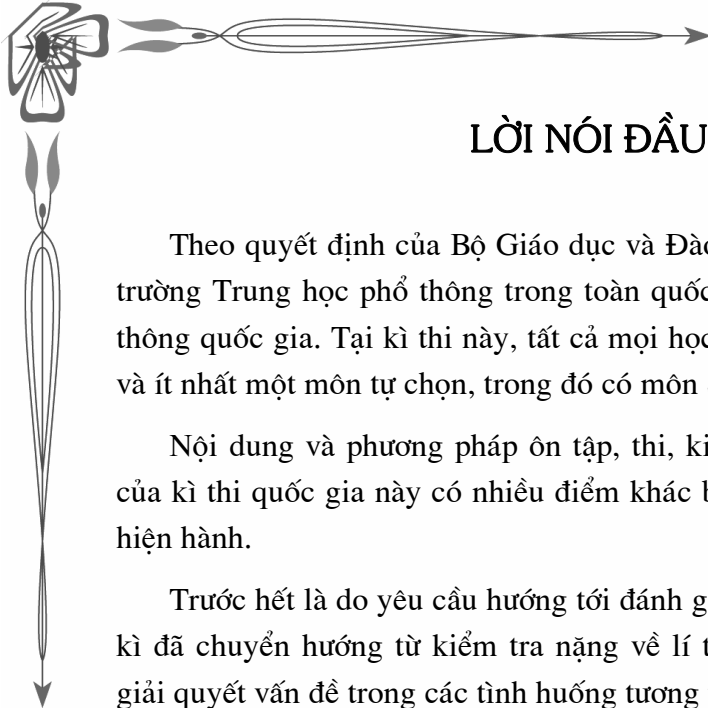 LỜI NÓI ĐẦU
Theo quyết định của Bộ Giáo dục và Đào
trường Trung học phổ thông trong toàn quốc
thông quốc gia. Tại kì thi này, tất cả mọi học
và ít nhất một môn tự chọn, trong đó có môn
Nội dung và phương pháp ôn tập, thi, ki
của kì thi quốc gia này có nhiều điểm khác b
hiện hành.
Trước hết là do yêu cầu hướng tới đánh g
kì đã chuyển hướng từ kiểm tra nặng về lí t
giải quyết vấn đề trong các tình huống tương